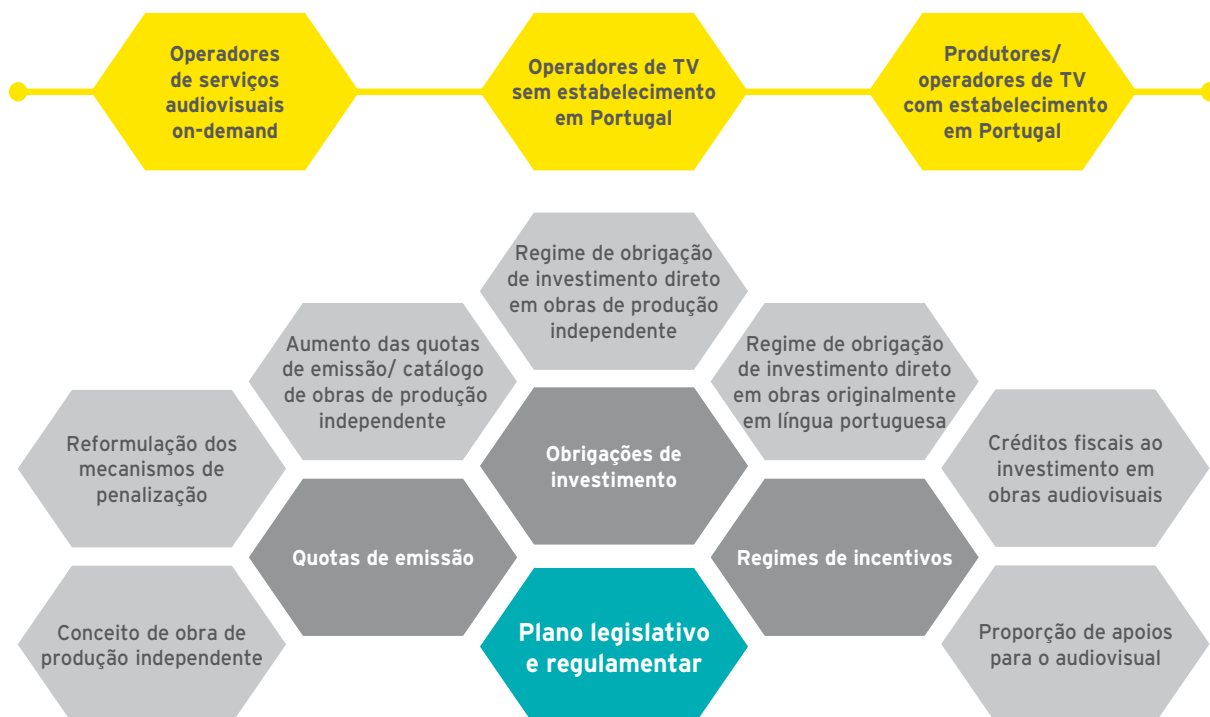 Operadores
de serviços
audiovisuais
on-demand
Operadores de TV
sem estabelecimento
em Portugal
Produtores/
operadores de TV
com estabelecimento
em Portugal
Regime de obrigação
de investimento direto
em obras de produção
independente
Aumento das quotas
de emissão/ catálogo
de obras de produção
independente
Regime de obrigação
de investimento direto
em obras originalmente
em língua portuguesa
Reformulação dos
mecanismos de
penalização
Obrigações de
investimento
Créditos fiscais ao
investimento em
obras audiovisuais
Quotas de emissão
Regimes de incentivos
Conceito de obra de
produção independente
Plano legislativo
e regulamentar
Proporção de apoios
para o audiovisual